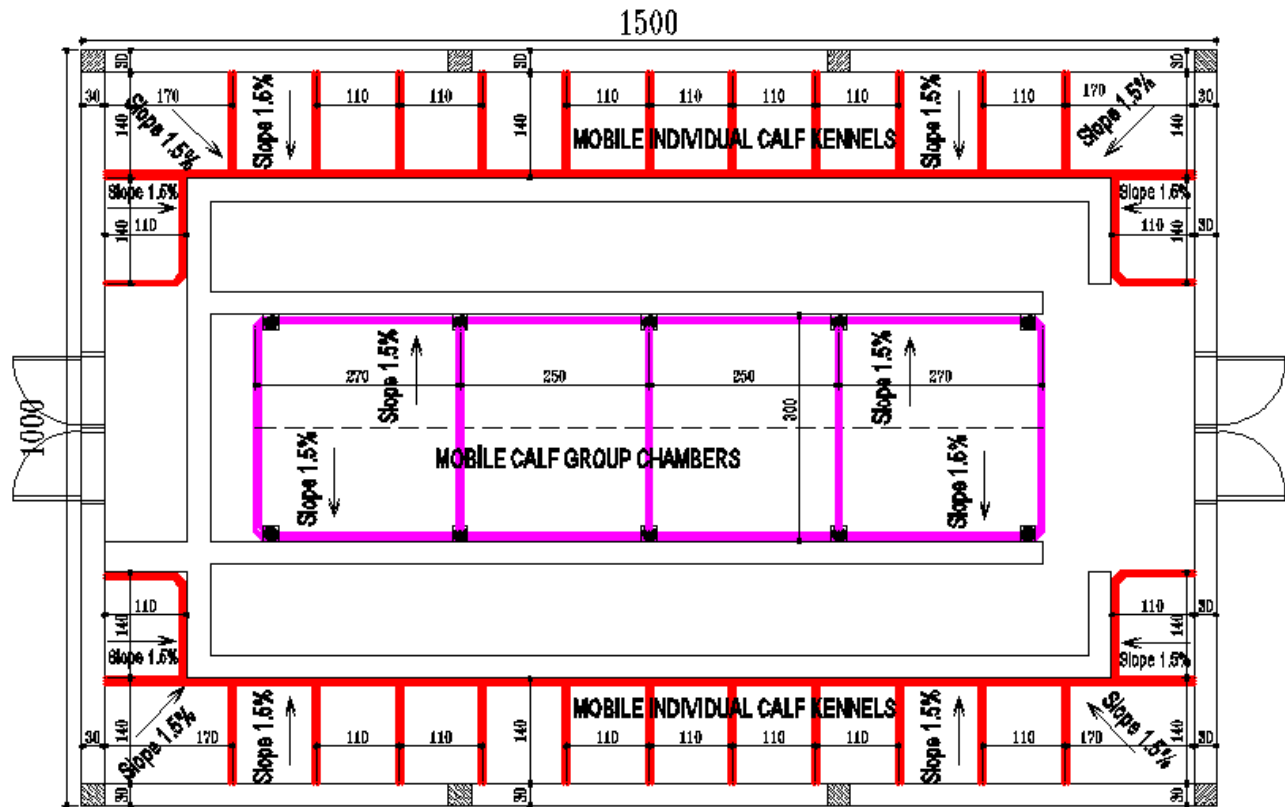 1500
30 30 30 30
30 170 110 110 110 110 110 110 110 170 30
140 Slope 1.5% Slope 1.5% 140 MOBILE INDIVIDUAL CALF KENNELS Slope 1.5% Slope 1.5% 140
Slope 1.5% Slope 1.5%
140 110 110 140 30
270 250 250 270
Slope 1.5% Slope 1.5%
300
1000
MOBİLE CALF GROUP CHAMBERS
Slope 1.5% Slope 1.5%
140 110 110 140 30
Slope 1.5% Slope 1.5%
140 Slope 1.5% Slope 1.5% 140 MOBILE INDIVIDUAL CALF KENNELS Slope 1.5% Slope 1.5% 140
30 170 110 110 110 110 110 110 110 170 30
30 30 30